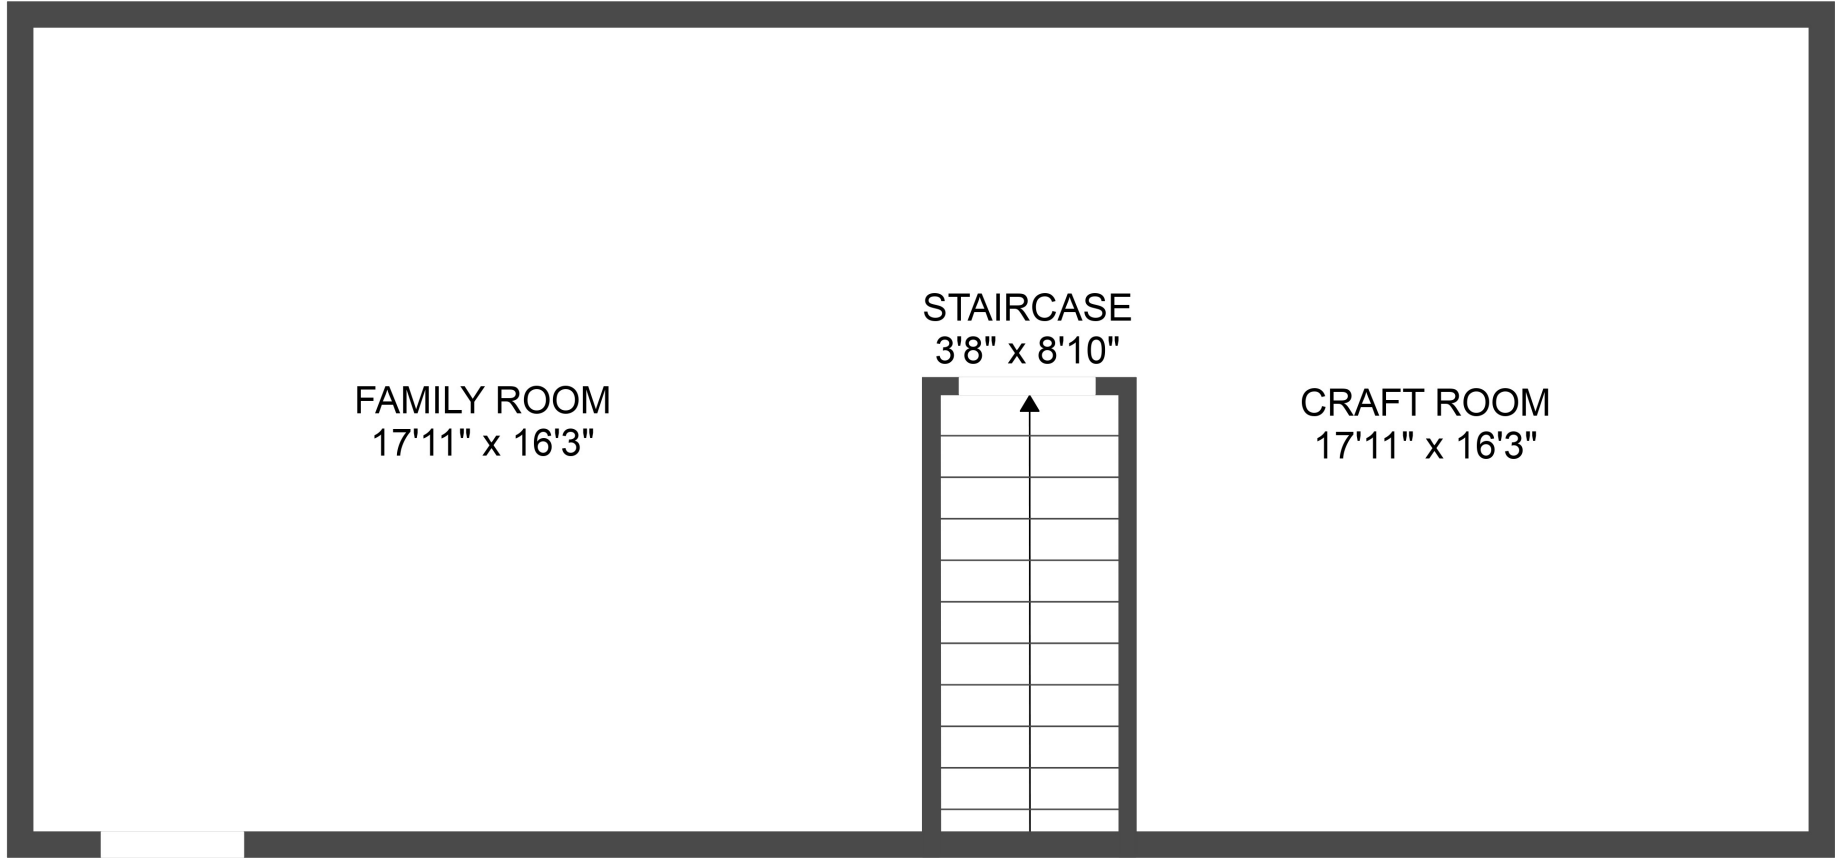 STAIRCASE
3'8" x 8'10"
FAMILY ROOM
17'11" x 16'3"
CRAFT ROOM
17'11" x 16'3"